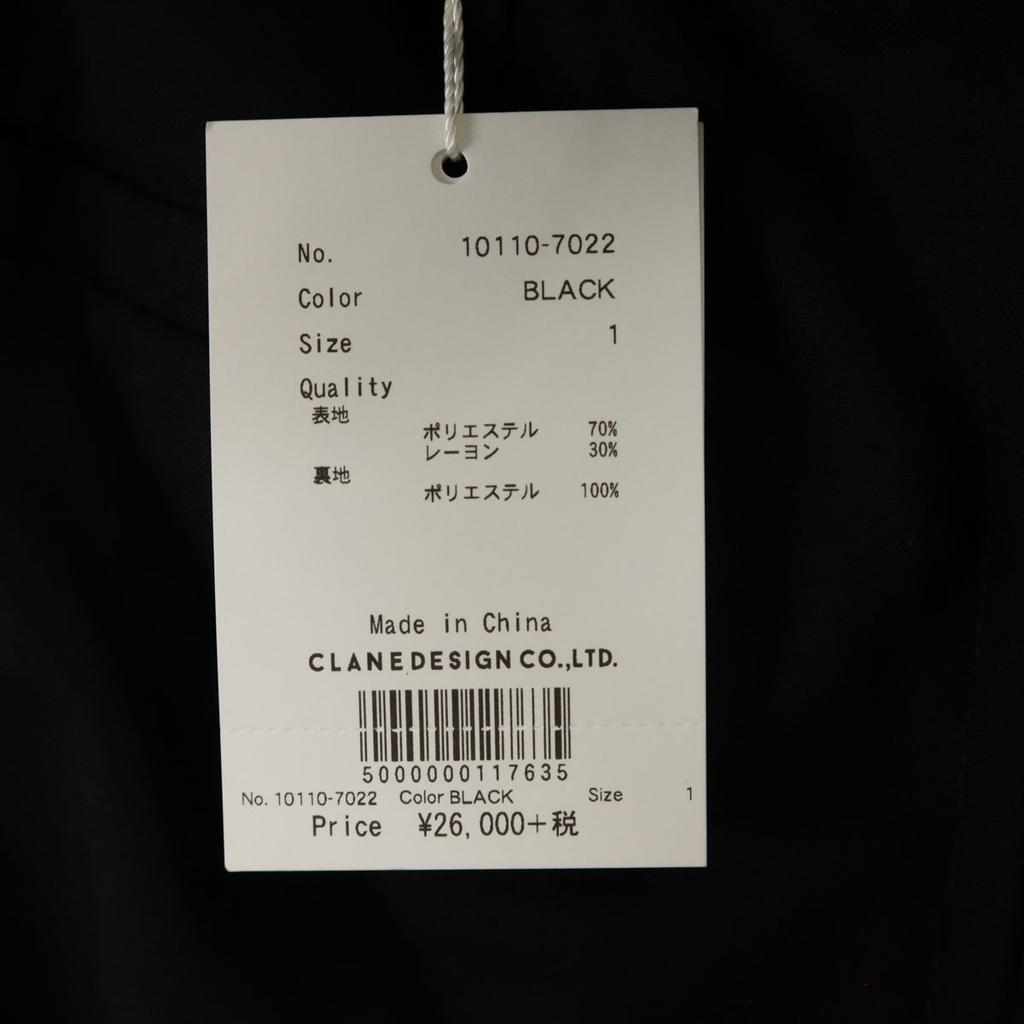 No. 10110-7022
Color BLACK
Size 1
Quality
表地
ポリエステル 70%
レーヨン 30%
裏地
ポリエステル 100%
Made in China
CLANE DESIGN CO.,LTD.
5000000117635
No. 10110-7022 Color BLACK Size 1
Price ¥26,000+税